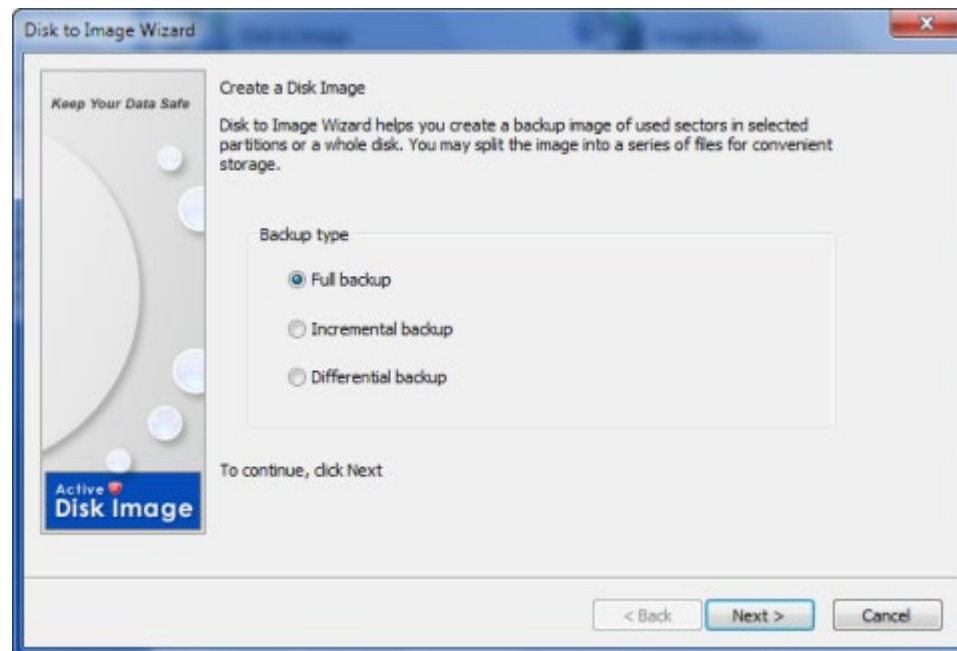 Disk to Image Wizard
Keep Your Data Safe
Create a Disk Image
Disk to Image Wizard helps you create a backup image of used sectors in selected
partitions or a whole disk. You may split the image into a series of files for convenient
storage.
Backup type
Full backup
Incremental backup
Differential backup
To continue, click Next
Active
Disk Image
< Back
Next >
Cancel